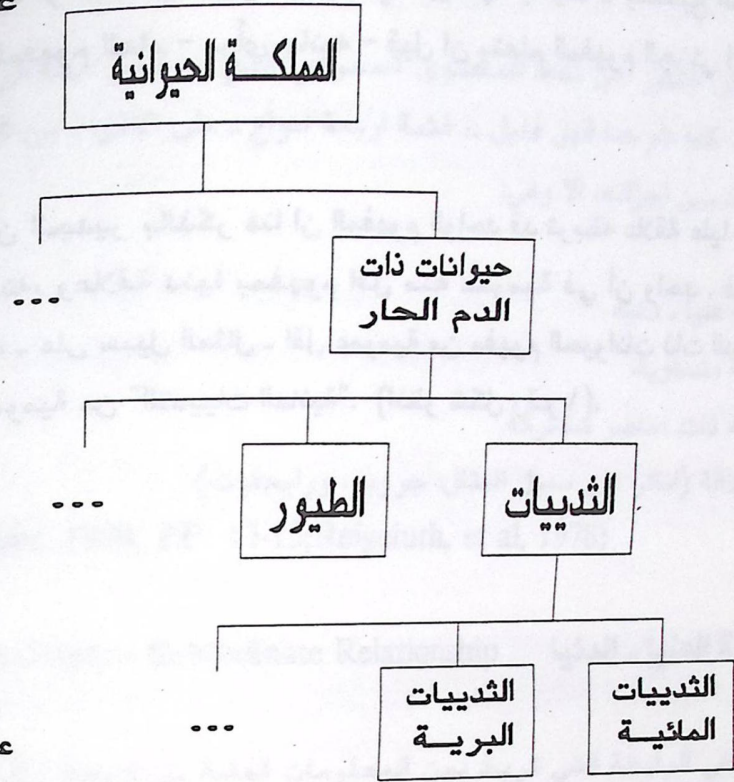 المملكة الحيوانية
حيوانات ذات
الدم الحار
...
الثدييات
الطيور
...
الثدييات
المائية
الثدييات
البرية
...